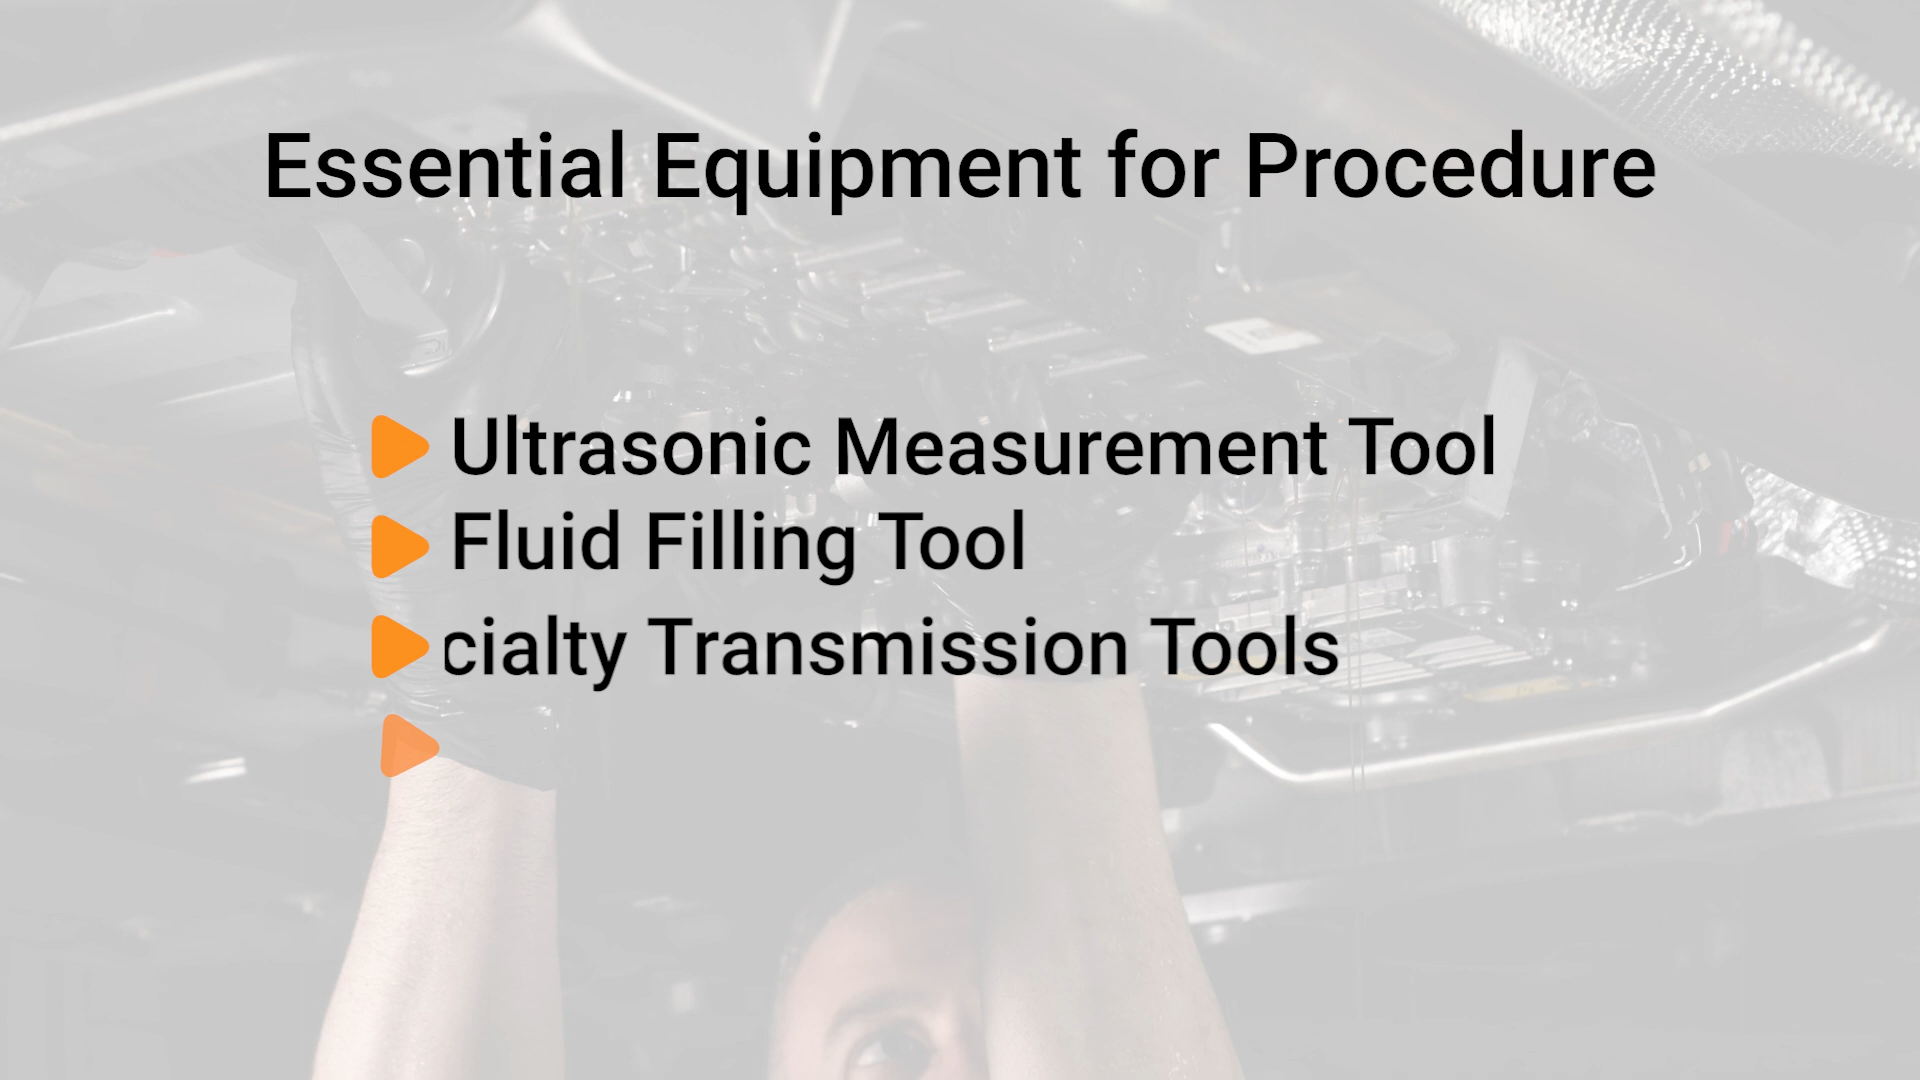 Essential Equipment for Procedure
Ultrasonic Measurement Tool
Fluid Filling Tool
cialty Transmission Tools